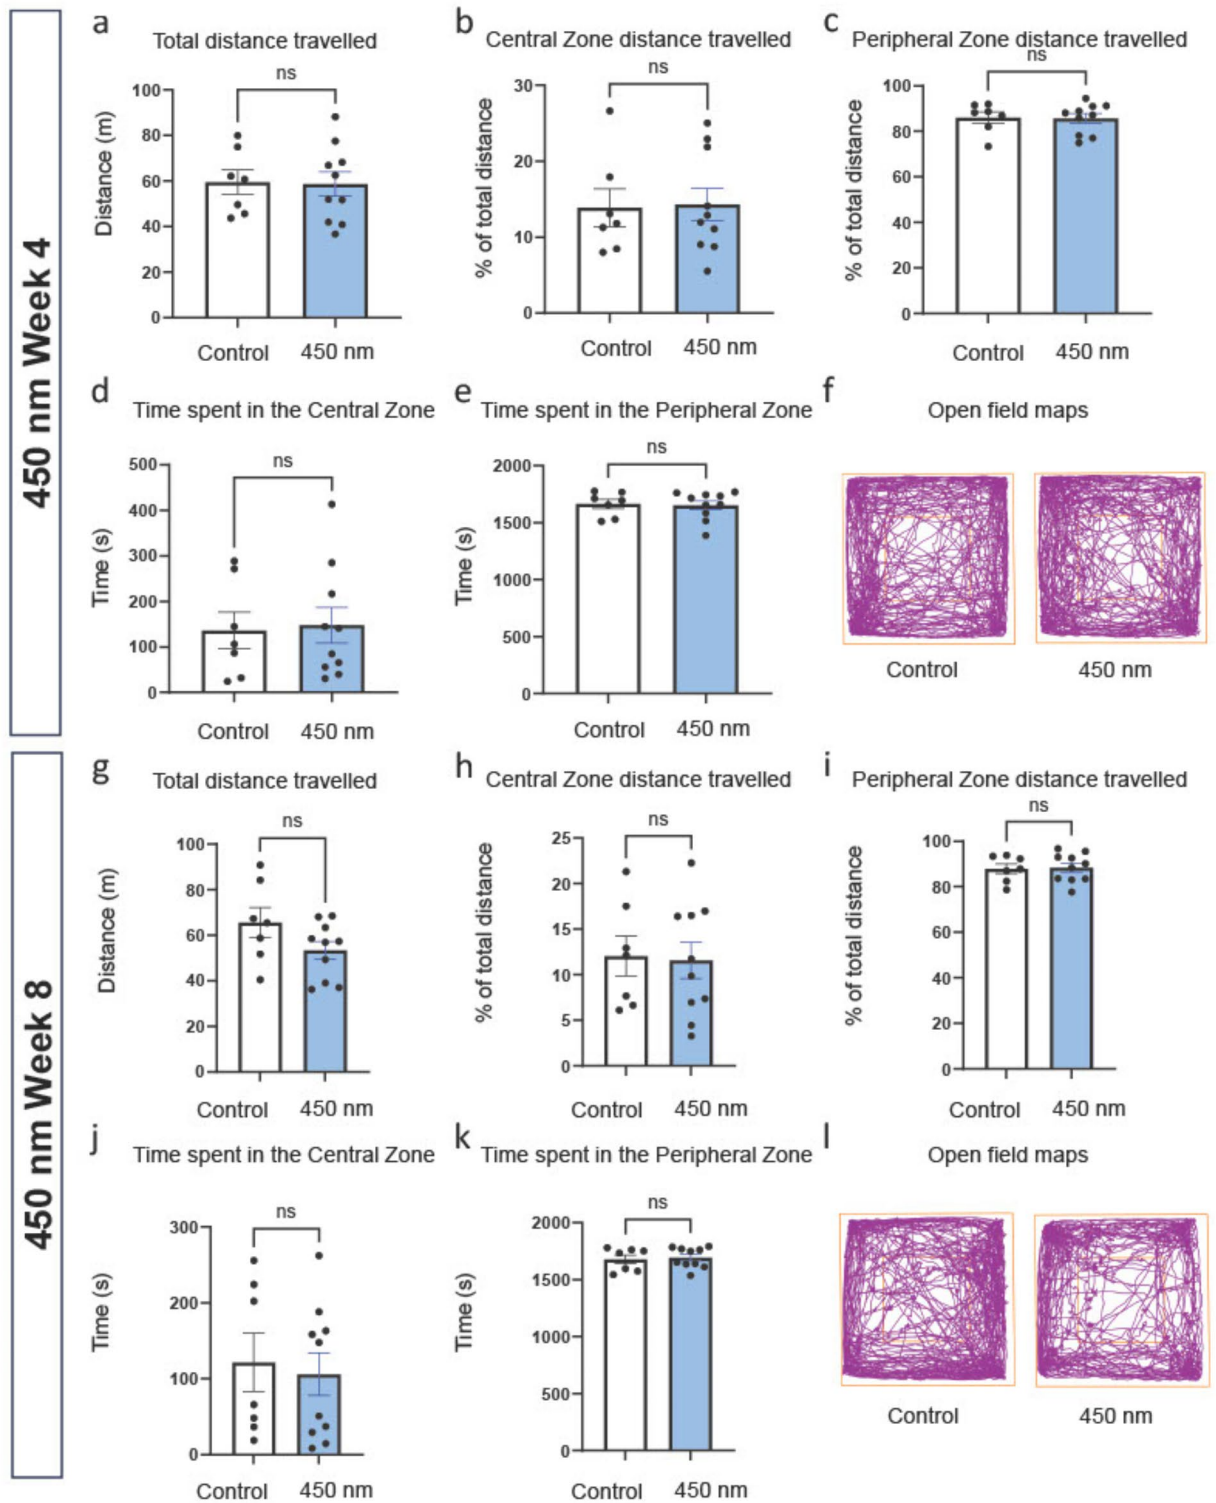 450 nm Week 4
a
Total distance travelled
ns
Distance (m)
100
80
60
40
20
0
Control
450 nm
b
Central Zone distance travelled
ns
% of total distance
30
20
10
0
Control
450 nm
c
Peripheral Zone distance travelled
ns
% of total distance
100
80
60
40
20
0
Control
450 nm
d
Time spent in the Central Zone
ns
Time (s)
500
400
300
200
100
0
Control
450 nm
e
Time spent in the Peripheral Zone
ns
Time (s)
2000
1500
1000
500
0
Control
450 nm
f
Open field maps
Control
450 nm
450 nm Week 8
g
Total distance travelled
ns
Distance (m)
100
80
60
40
20
0
Control
450 nm
h
Central Zone distance travelled
ns
% of total distance
25
20
15
10
5
0
Control
450 nm
i
Peripheral Zone distance travelled
ns
% of total distance
100
80
60
40
20
0
Control
450 nm
j
Time spent in the Central Zone
ns
Time (s)
300
200
100
0
Control
450 nm
k
Time spent in the Peripheral Zone
ns
Time (s)
2000
1500
1000
500
0
Control
450 nm
l
Open field maps
Control
450 nm